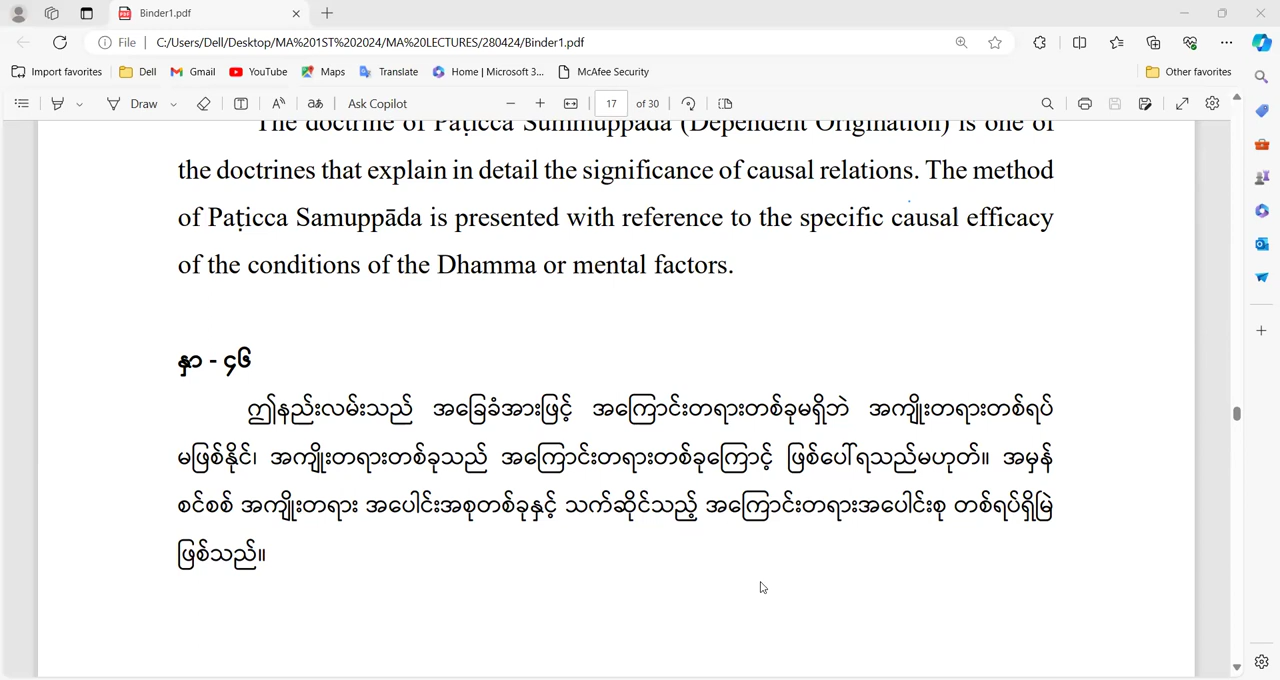 Binder1.pdf
File
C:/Users/Dell/Desktop/MA%201ST%202024/MA%20LECTURES/280424/Binder1.pdf
Import favorites Dell Gmail YouTube Maps Translate Home | Microsoft 3... McAfee Security Other favorites
Draw Ask Copilot 17 of 30
The doctrine of Paṭicca Sammuppāda (Dependent Origination) is one of
the doctrines that explain in detail the significance of causal relations. The method
of Paṭicca Samuppāda is presented with reference to the specific causal efficacy
of the conditions of the Dhamma or mental factors.
နှာ - ၄၆
ဤနည်းလမ်းသည် အခြေခံအားဖြင့် အကြောင်းတရားတစ်ခုမရှိဘဲ အကျိုးတရားတစ်ရပ်
မဖြစ်နိုင်၊ အကျိုးတရားတစ်ခုသည် အကြောင်းတရားတစ်ခုကြောင့် ဖြစ်ပေါ်ရသည်မဟုတ်။ အမှန်
စင်စစ် အကျိုးတရား အပေါင်းအစုတစ်ခုနှင့် သက်ဆိုင်သည့် အကြောင်းတရားအပေါင်းစု တစ်ရပ်ရှိမြဲ
ဖြစ်သည်။